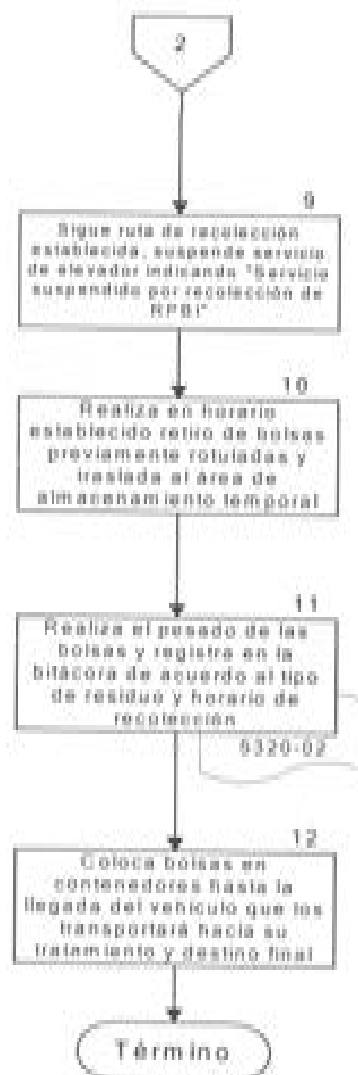 2
9
Sigue ruta de recolección
establecida, suspende servicio
de elevador indicando "Servicio
suspendido por recolección de
RPBI"
10
Realiza en horario
establecido retiro de bolsas
previamente rotuladas y
traslada al área de
almacenamiento temporal
11
Realiza el pesado de las
bolsas y registra en la
bitácora de acuerdo al tipo
de residuo y horario de
recolección
6320-02
12
Coloca bolsas en
contenedores hasta la
llegada del vehículo que los
transportará hacia su
tratamiento y destino final
Término